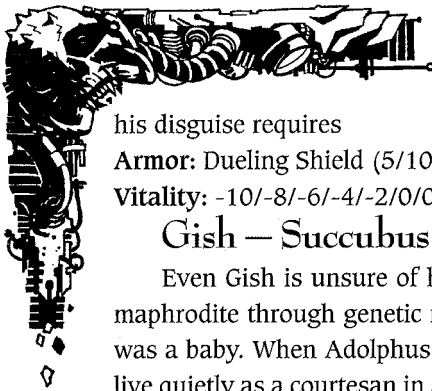 his disguise requires
Armor: Dueling Shield (5/10
Vitality: -10/-8/-6/-4/-2/0/0
Gish — Succubus
Even Gish is unsure of
maphrodite through genetic
was a baby. When Adolphus
live quietly as a courtesan in